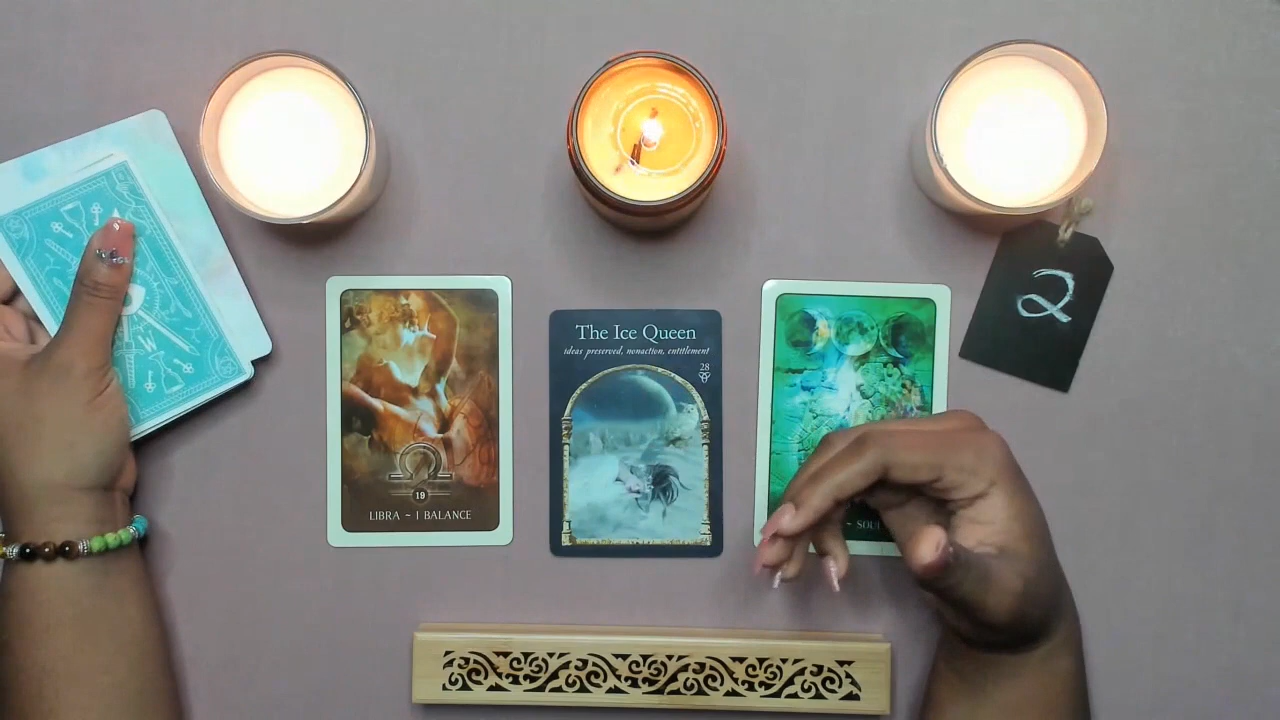 The Ice Queen
ideas preserved, nonaction, entitlement
28
2
19
LIBRA ~ I BALANCE
~ SOUL